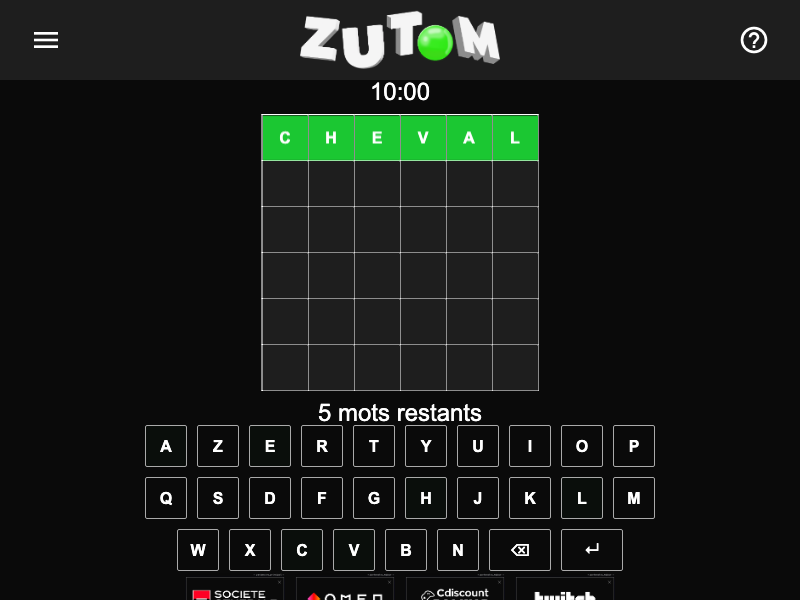 ZUTOM
10:00
C H E V A L
5 mots restants
A Z E R T Y U I O P
Q S D F G H J K L M
W X C V B N
SOCIETE OMEN Cdiscount twitch